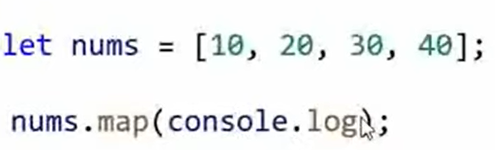 let nums = [10, 20, 30, 40];
nums.map(console.log);